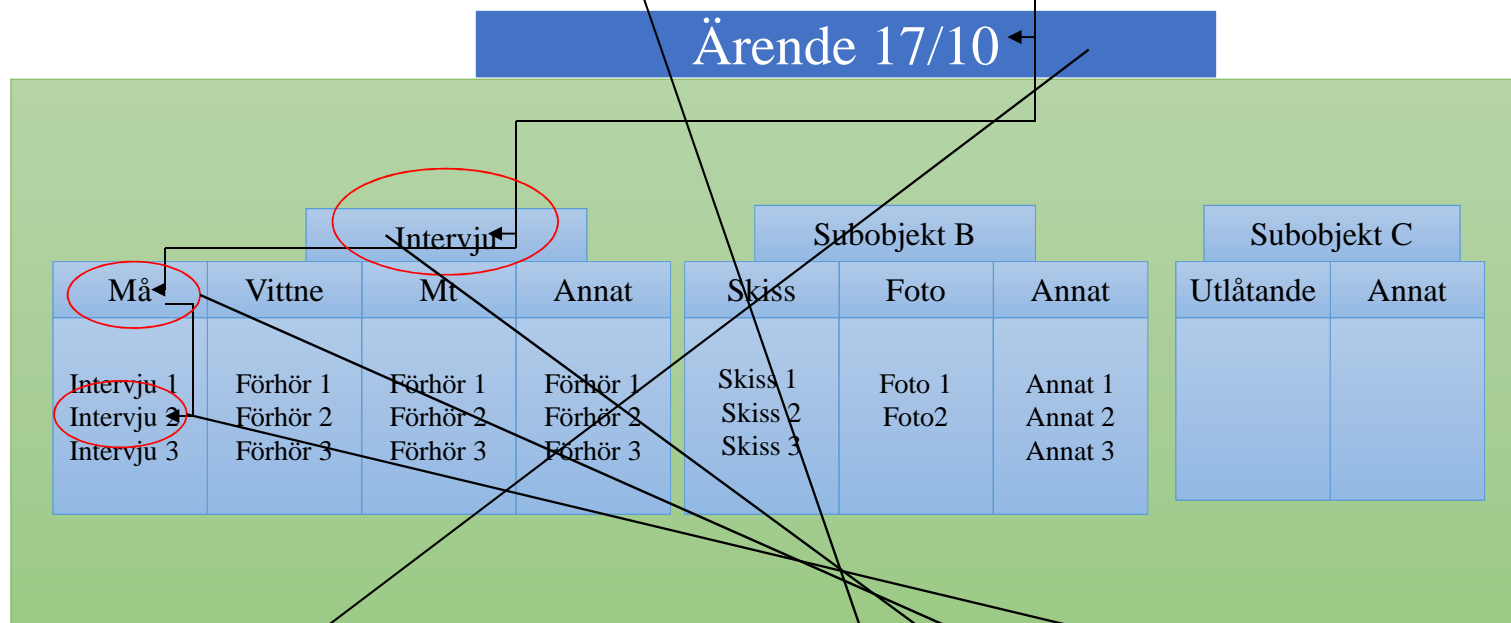 Ärende 17/10
Intervju
Subobjekt B
Subobjekt C
Må
Vittne
Mt
Annat
Skiss
Foto
Annat
Utlåtande
Annat
Intervju 1
Intervju 2
Intervju 3
Förhör 1
Förhör 2
Förhör 3
Förhör 1
Förhör 2
Förhör 3
Förhör 1
Förhör 2
Förhör 3
Skiss 1
Skiss 2
Skiss 3
Foto 1
Foto2
Annat 1
Annat 2
Annat 3